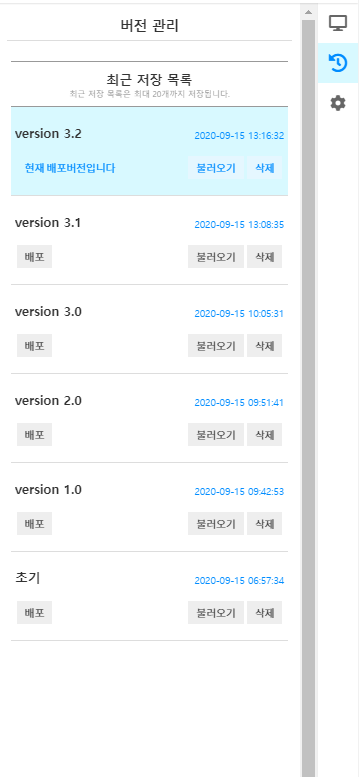 버전 관리
최근 저장 목록
최근 저장 목록은 최대 20개까지 저장됩니다.
version 3.2 2020-09-15 13:16:32
현재 배포버전입니다 불러오기 삭제
version 3.1 2020-09-15 13:08:35
배포 불러오기 삭제
version 3.0 2020-09-15 10:05:31
배포 불러오기 삭제
version 2.0 2020-09-15 09:51:41
배포 불러오기 삭제
version 1.0 2020-09-15 09:42:53
배포 불러오기 삭제
초기 2020-09-15 06:57:34
배포 불러오기 삭제